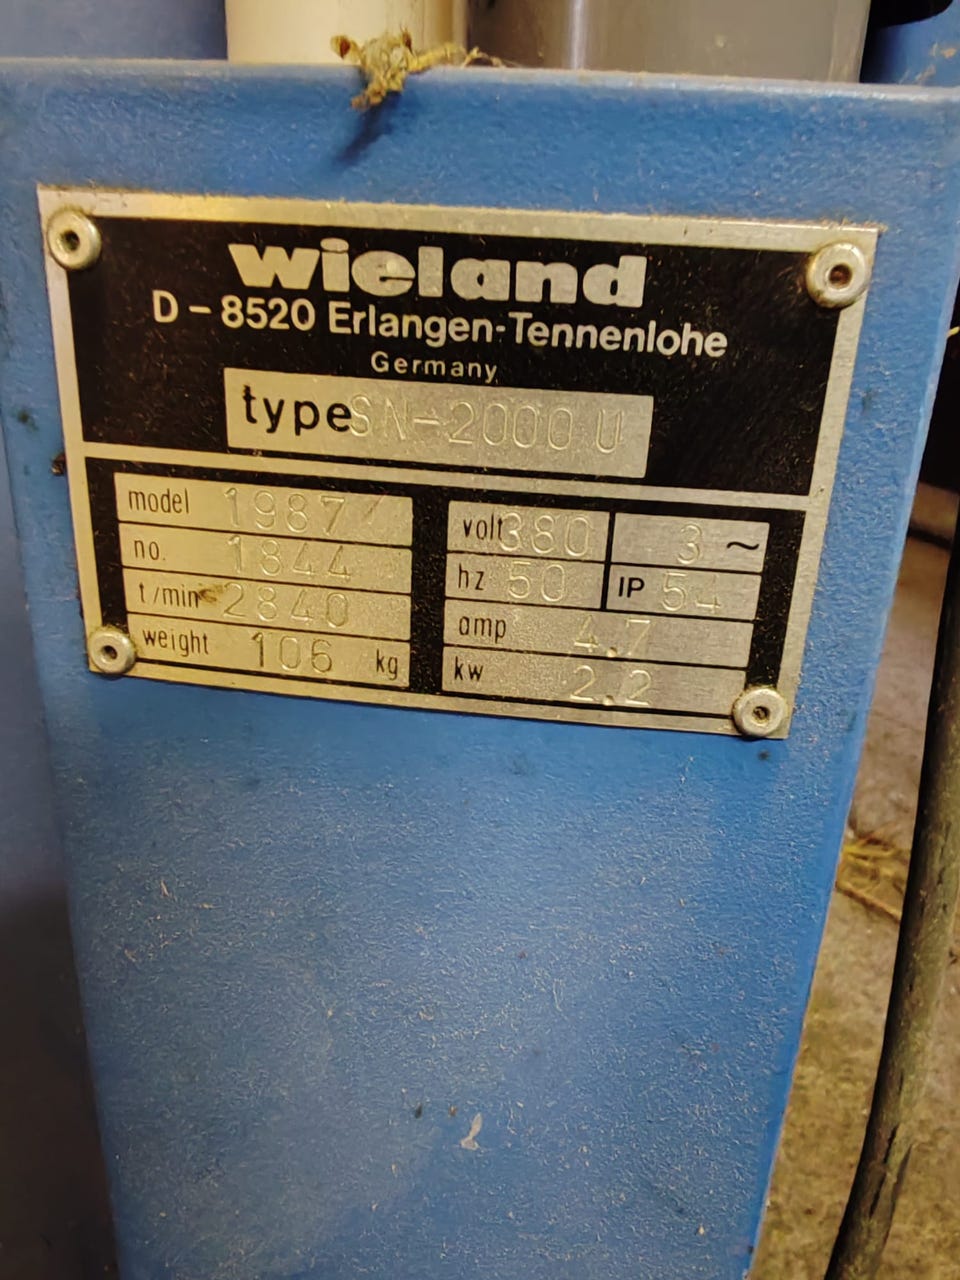 wieland
D-8520 Erlangen-Tennenlohe
Germany
type SN-2000 U
model 1987
no. 1844
t/min 2840
weight 106 kg
volt 380 3 ~
hz 50 IP 54
amp 4.7
kw 2.2